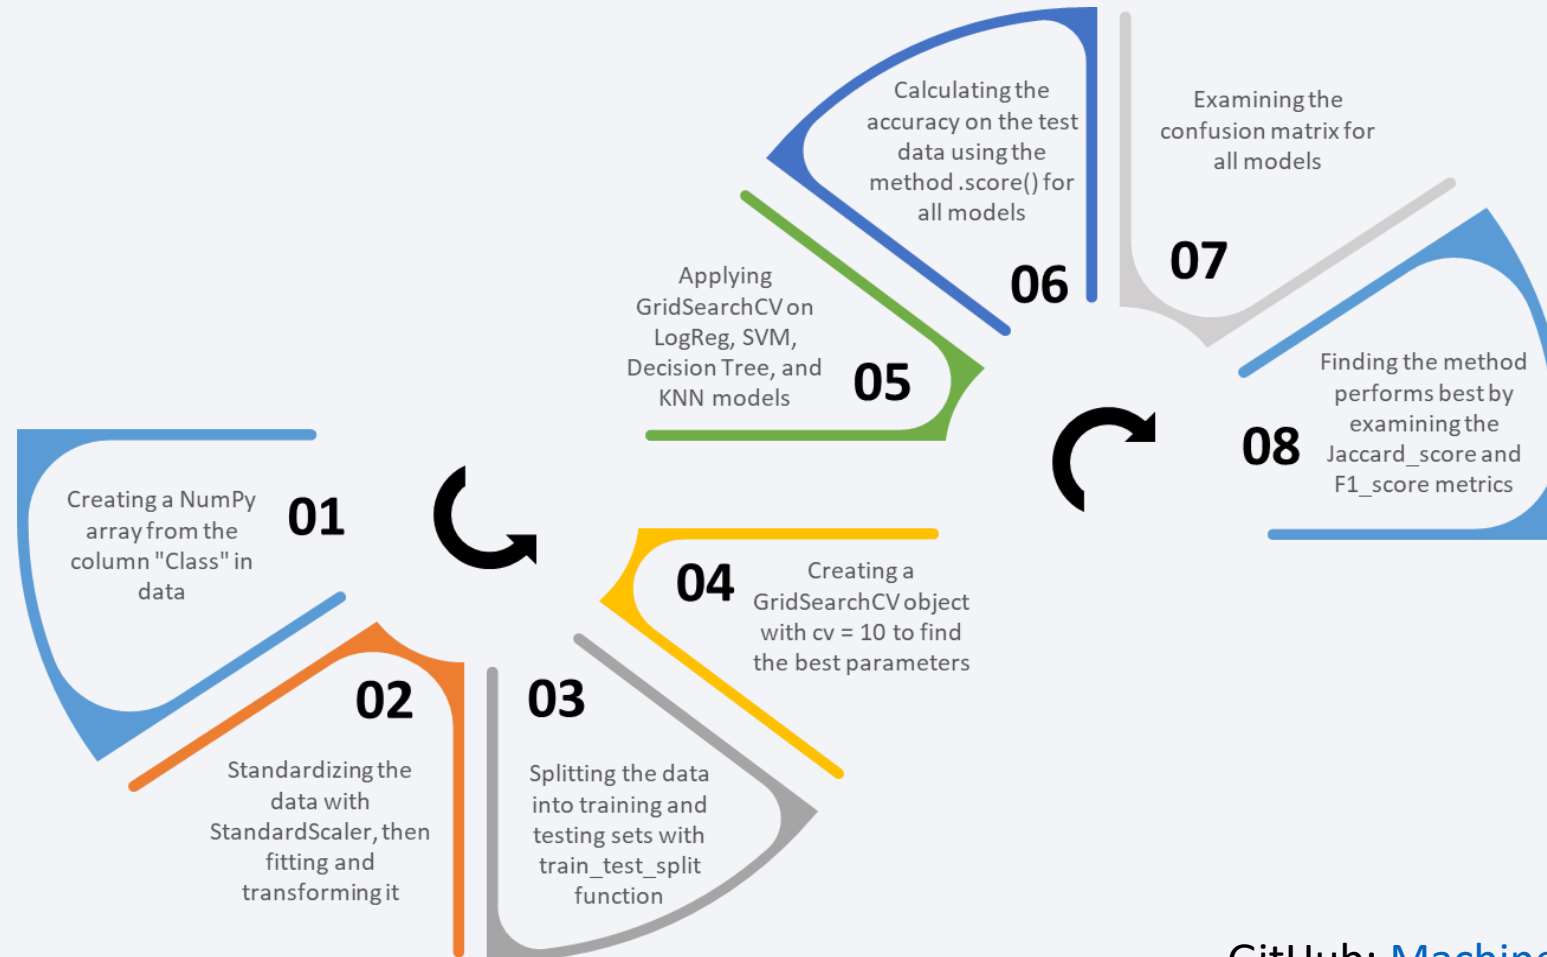 Creating a NumPy
array from the
column "Class" in
data
01
02
Standardizing the
data with
StandardScaler, then
fitting and
transforming it
03
Splitting the data
into training and
testing sets with
train_test_split
function
04
Creating a
GridSearchCV object
with cv = 10 to find
the best parameters
Applying
GridSearchCV on
LogReg, SVM,
Decision Tree, and
KNN models
05
Calculating the
accuracy on the test
data using the
method .score() for
all models
06
Examining the
confusion matrix for
all models
07
Finding the method
performs best by
examining the
Jaccard_score and
F1_score metrics
08
GitHub: Machine